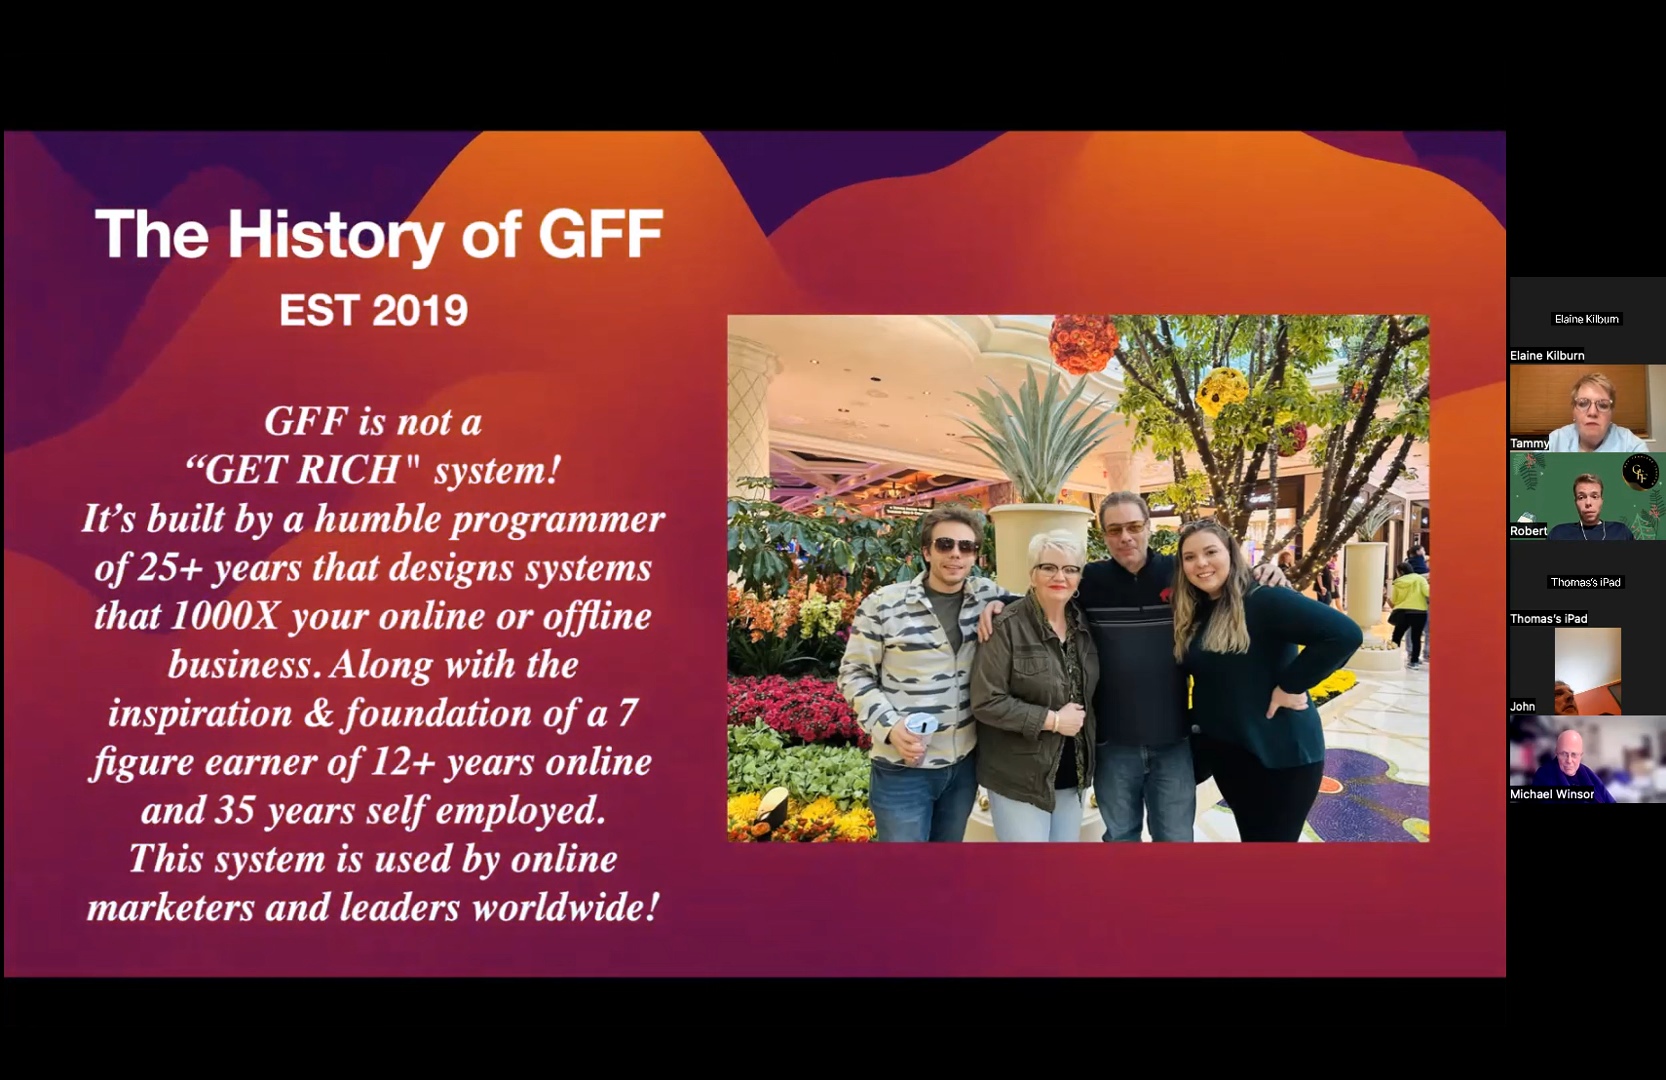 The History of GFF
EST 2019
GFF is not a
“GET RICH" system!
It’s built by a humble programmer
of 25+ years that designs systems
that 1000X your online or offline
business. Along with the
inspiration & foundation of a 7
figure earner of 12+ years online
and 35 years self employed.
This system is used by online
marketers and leaders worldwide!
Elaine Kilburn
Elaine Kilburn
Tammy
GFF
Robert
Thomas’s iPad
Thomas’s iPad
John
Michael Winsor